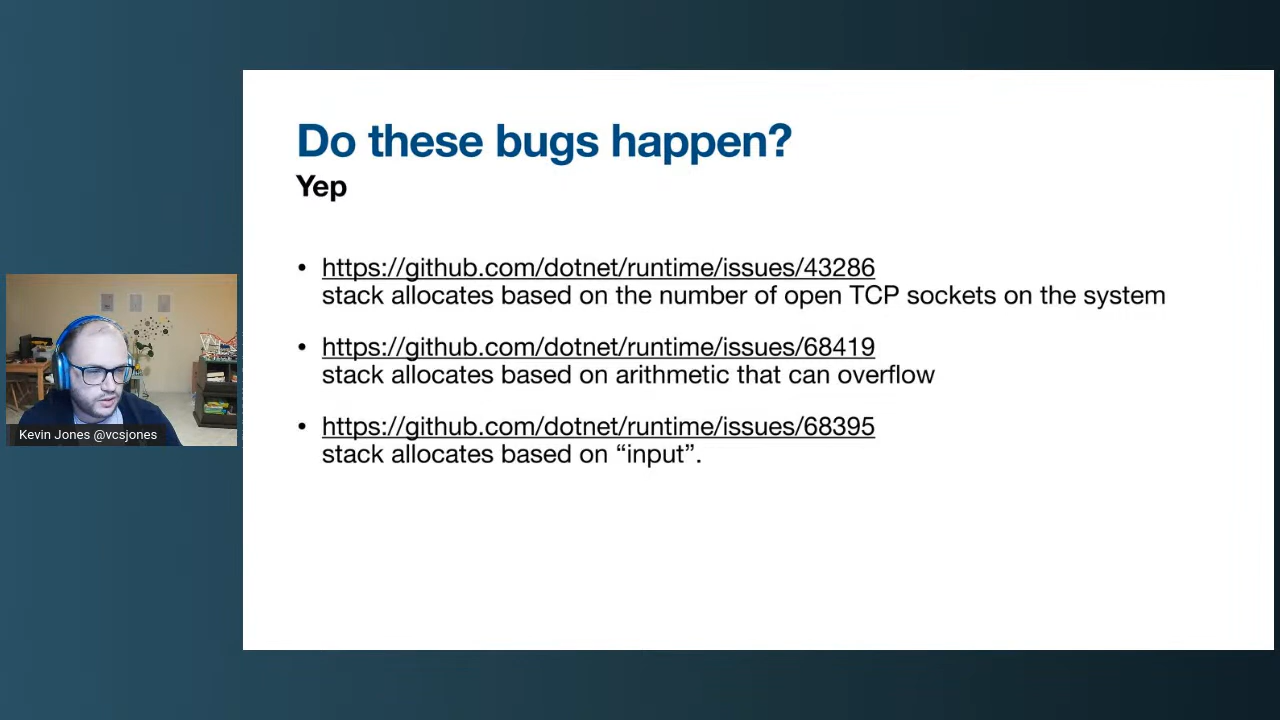 Do these bugs happen?
Yep
• https://github.com/dotnet/runtime/issues/43286
stack allocates based on the number of open TCP sockets on the system
• https://github.com/dotnet/runtime/issues/68419
stack allocates based on arithmetic that can overflow
• https://github.com/dotnet/runtime/issues/68395
stack allocates based on “input”.
Kevin Jones @vcsjones